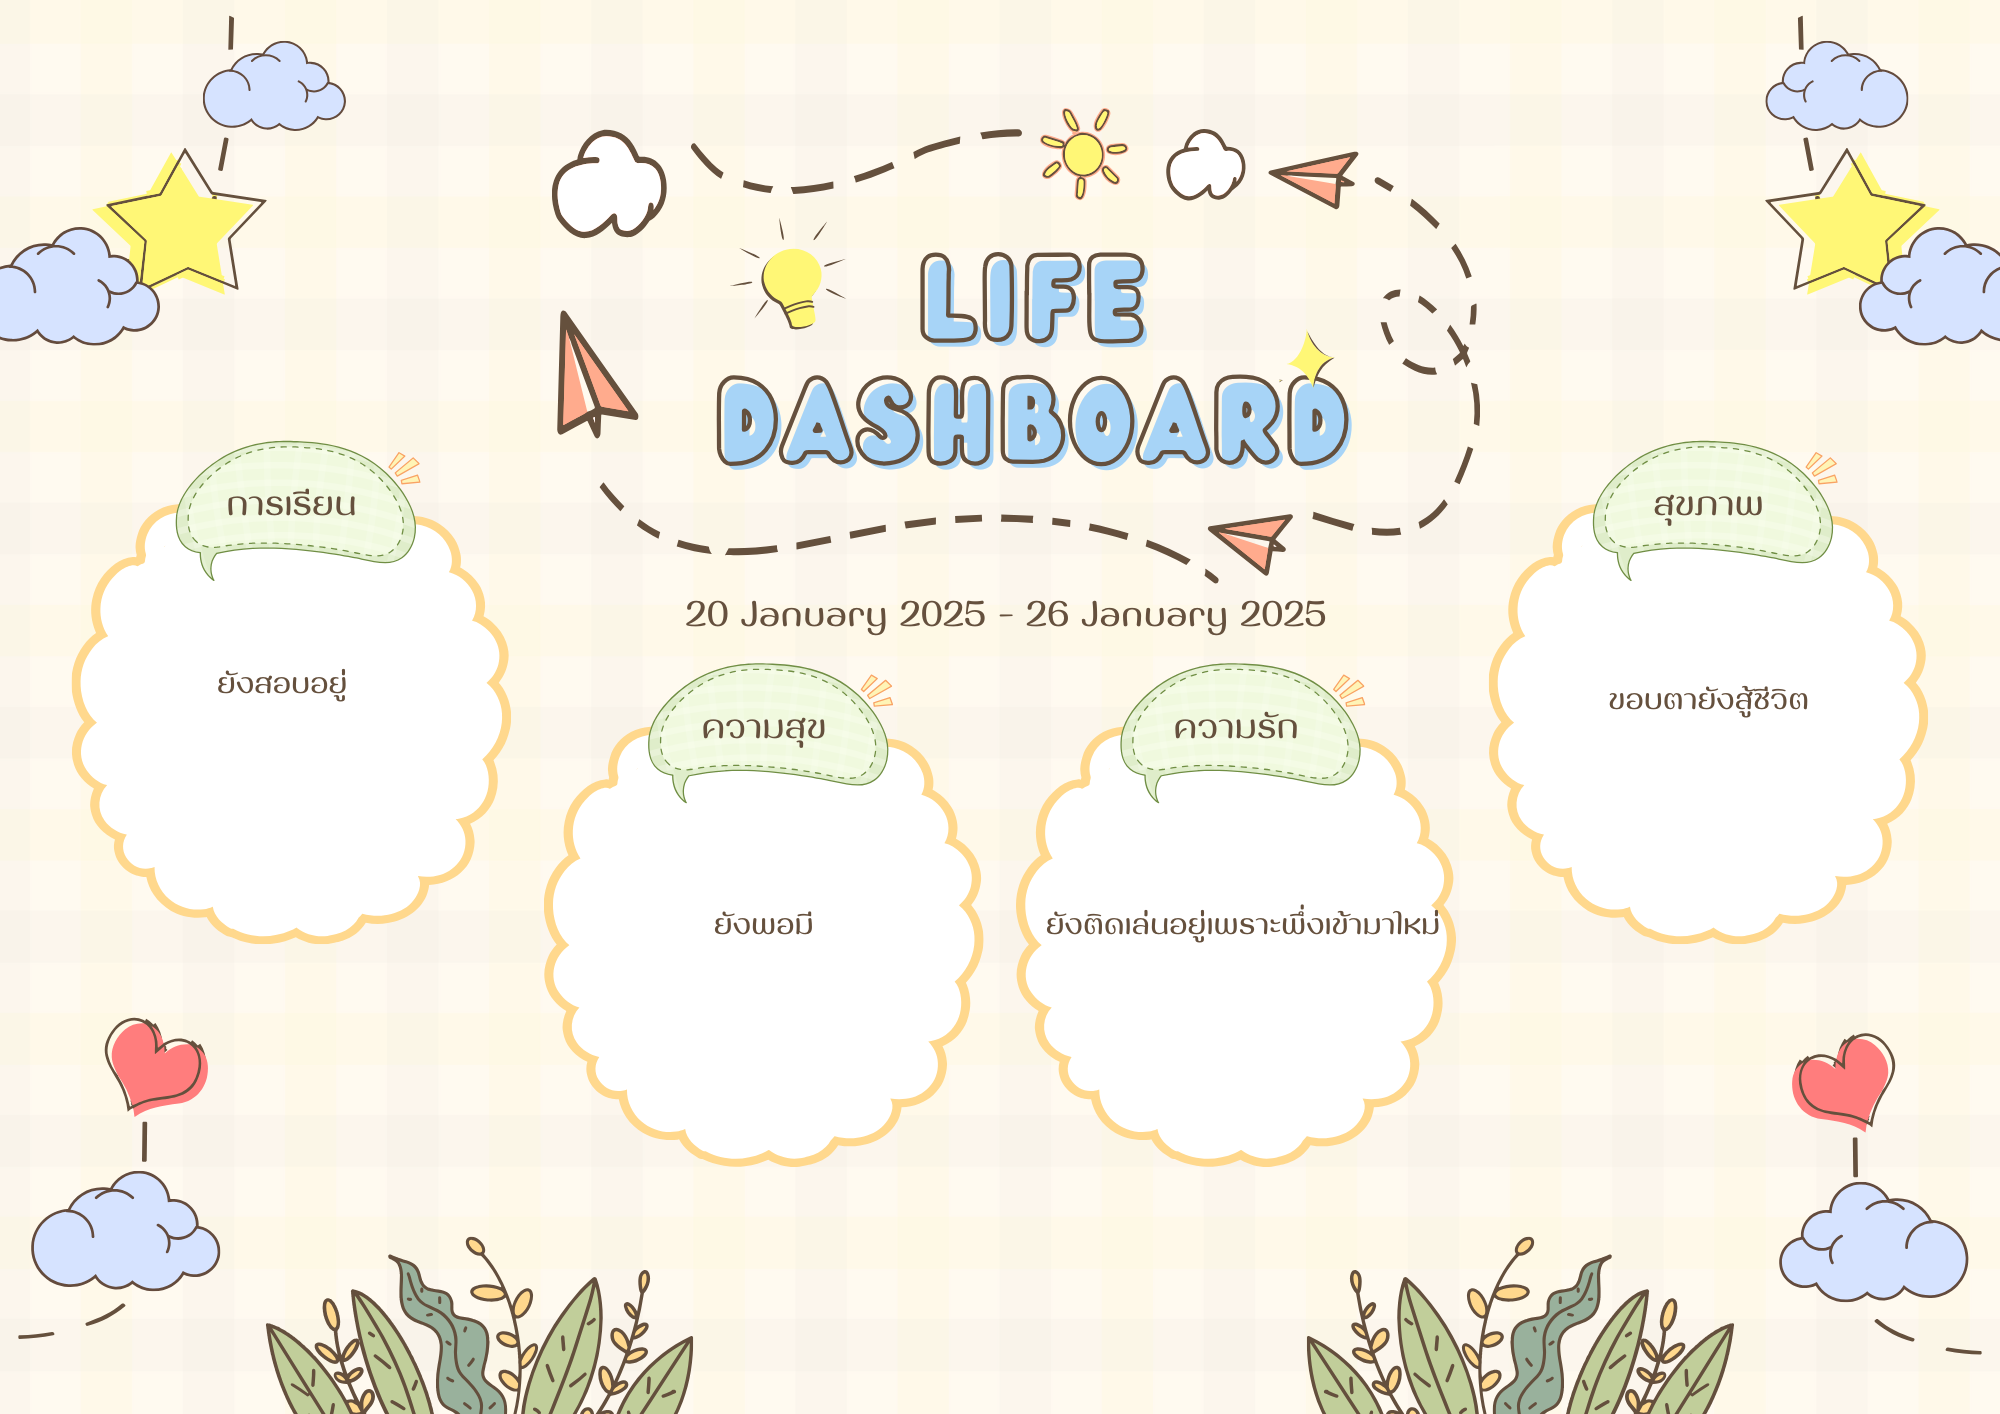 LIFE
DASHBOARD
20 January 2025 - 26 January 2025
การเรียน
ยังสอบอยู่
ความสุข
ยังพอมี
ความรัก
ยังติดเล่นอยู่เพราะพึ่งเข้ามาใหม่
สุขภาพ
ขอบตายังสู้ชีวิต